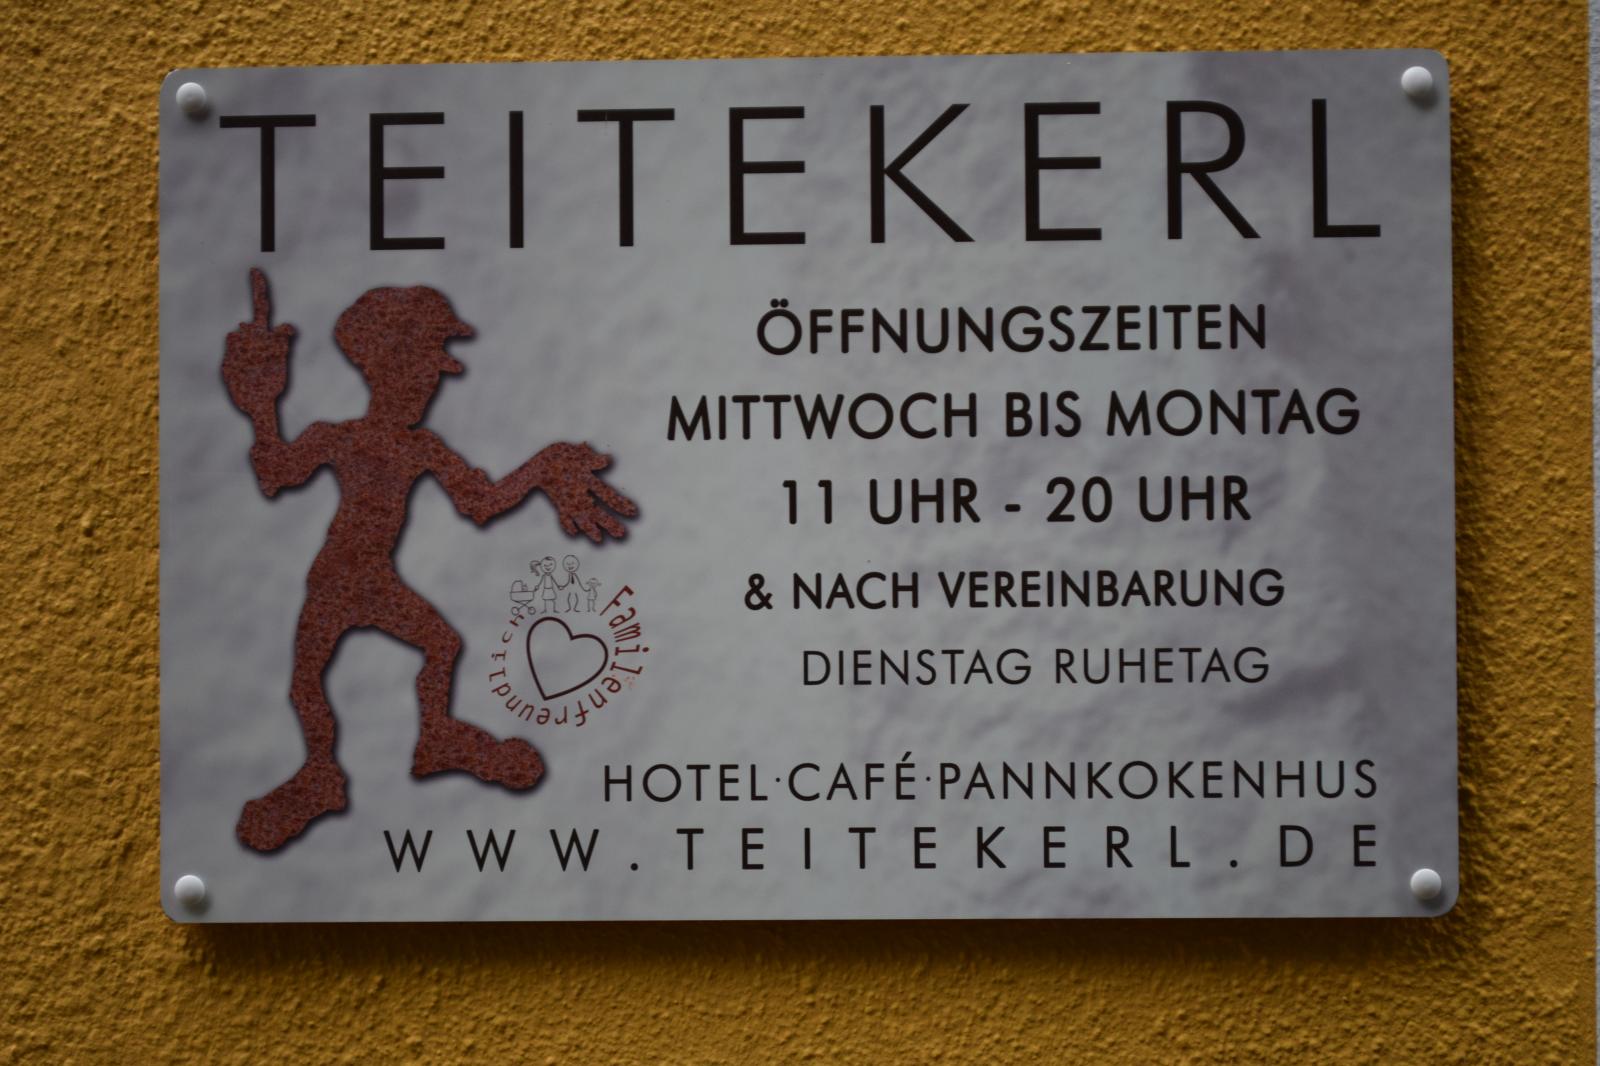 TEITEKERL
ÖFFNUNGSZEITEN
MITTWOCH BIS MONTAG
11 UHR - 20 UHR
& NACH VEREINBARUNG
DIENSTAG RUHETAG
Familienfreundlich
HOTEL·CAFÉ·PANNKOKENHUS
WWW.TEITEKERL.DE